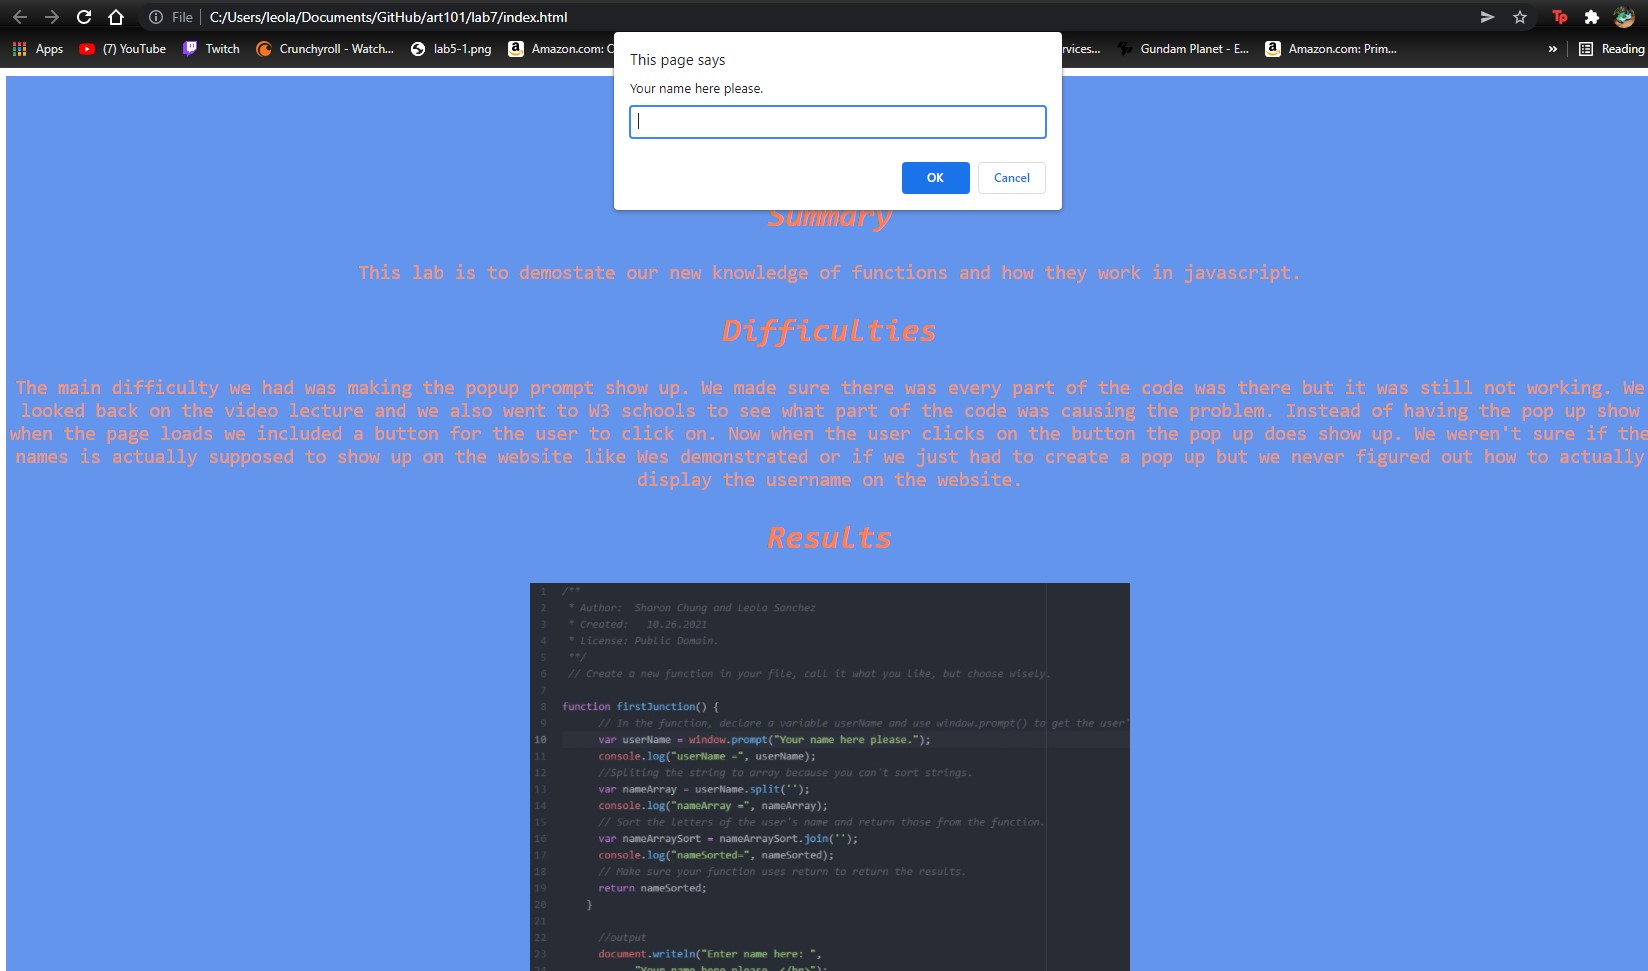 File C:/Users/leola/Documents/GitHub/art101/lab7/index.html Tp
Apps (7) YouTube Twitch Crunchyroll - Watch... lab5-1.png Amazon.com: rvices... Gundam Planet - E... Amazon.com: Prim... » Reading
This page says
Your name here please.
OK Cancel
Summary
This lab is to demostate our new knowledge of functions and how they work in javascript.
Difficulties
The main difficulty we had was making the popup prompt show up. We made sure there was every part of the code was there but it was still not working. We
looked back on the video lecture and we also went to W3 schools to see what part of the code was causing the problem. Instead of having the pop up show
when the page loads we included a button for the user to click on. Now when the user clicks on the button the pop up does show up. We weren't sure if the
names is actually supposed to show up on the website like Wes demonstrated or if we just had to create a pop up but we never figured out how to actually
display the username on the website.
Results
1 /**
2 * Author: Sharon Chung and Leola Sanchez
3 * Created: 10.26.2021
4 * License: Public Domain.
5 **/
6 // Create a new function in your file, call it what you like, but choose wisely.
7
8 function firstJunction() {
9 // In the function, declare a variable userName and use window.prompt() to get the user'
10 var userName = window.prompt("Your name here please.");
11 console.log("userName =", userName);
12 //Spliting the string to array because you can't sort strings.
13 var nameArray = userName.split('');
14 console.log("nameArray =", nameArray);
15 // Sort the letters of the user's name and return those from the function.
16 var nameArraySort = nameArraySort.join('');
17 console.log("nameSorted=", nameSorted);
18 // Make sure your function uses return to return the results.
19 return nameSorted;
20 }
21
22 //output
23 document.writeln("Enter name here: ",
24 "Your name here please. </br>");